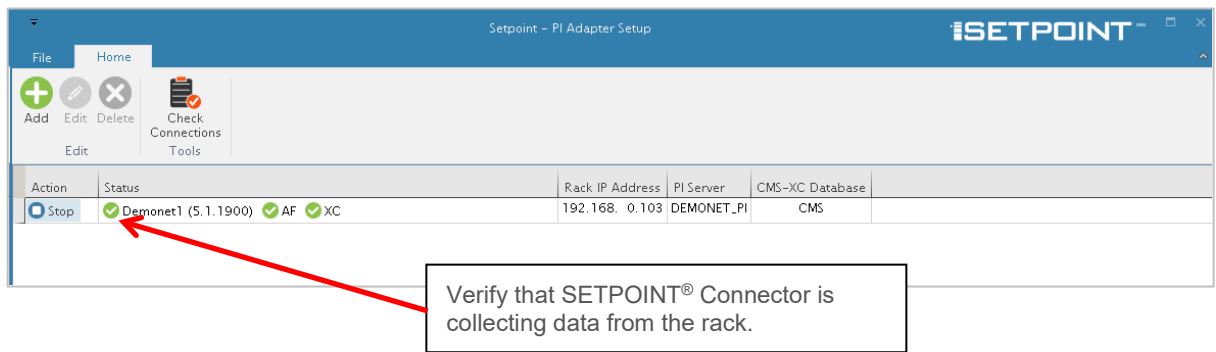 Setpoint - PI Adapter Setup
SETPOINT
File Home
Add Edit Delete Check Connections
Edit Tools
Action Status Rack IP Address PI Server CMS-XC Database
Stop Demonet1 (5.1.1900) AF XC 192.168. 0.103 DEMONET_PI CMS
Verify that SETPOINT® Connector is
collecting data from the rack.